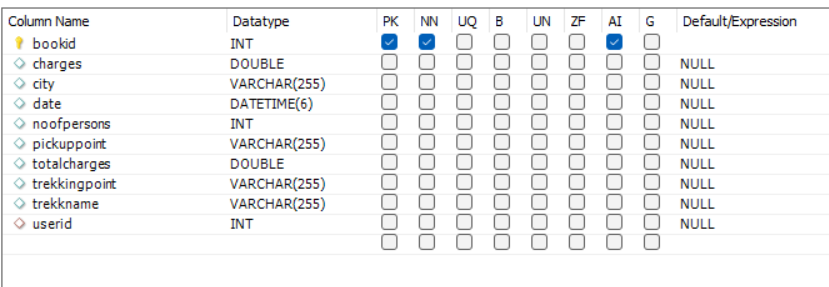 Column Name Datatype PK NN UQ B UN ZF AI G Default/Expression
bookid INT
charges DOUBLE NULL
city VARCHAR(255) NULL
date DATETIME(6) NULL
noofpersons INT NULL
pickuppoint VARCHAR(255) NULL
totalcharges DOUBLE NULL
trekkingpoint VARCHAR(255) NULL
trekkname VARCHAR(255) NULL
userid INT NULL